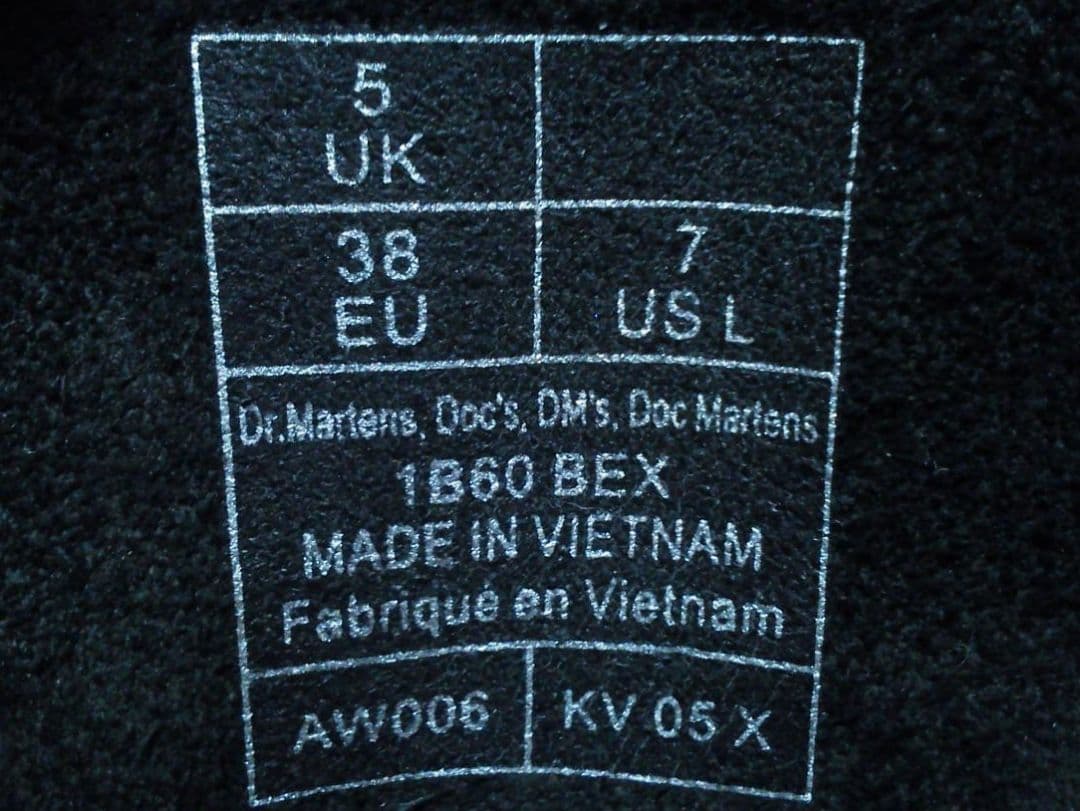 5
UK
38
EU
7
US L
Dr.Martens, Doc's, DM's, Doc Martens
1B60 BEX
MADE IN VIETNAM
Fabriqué en Vietnam
AW006
KV 05 X